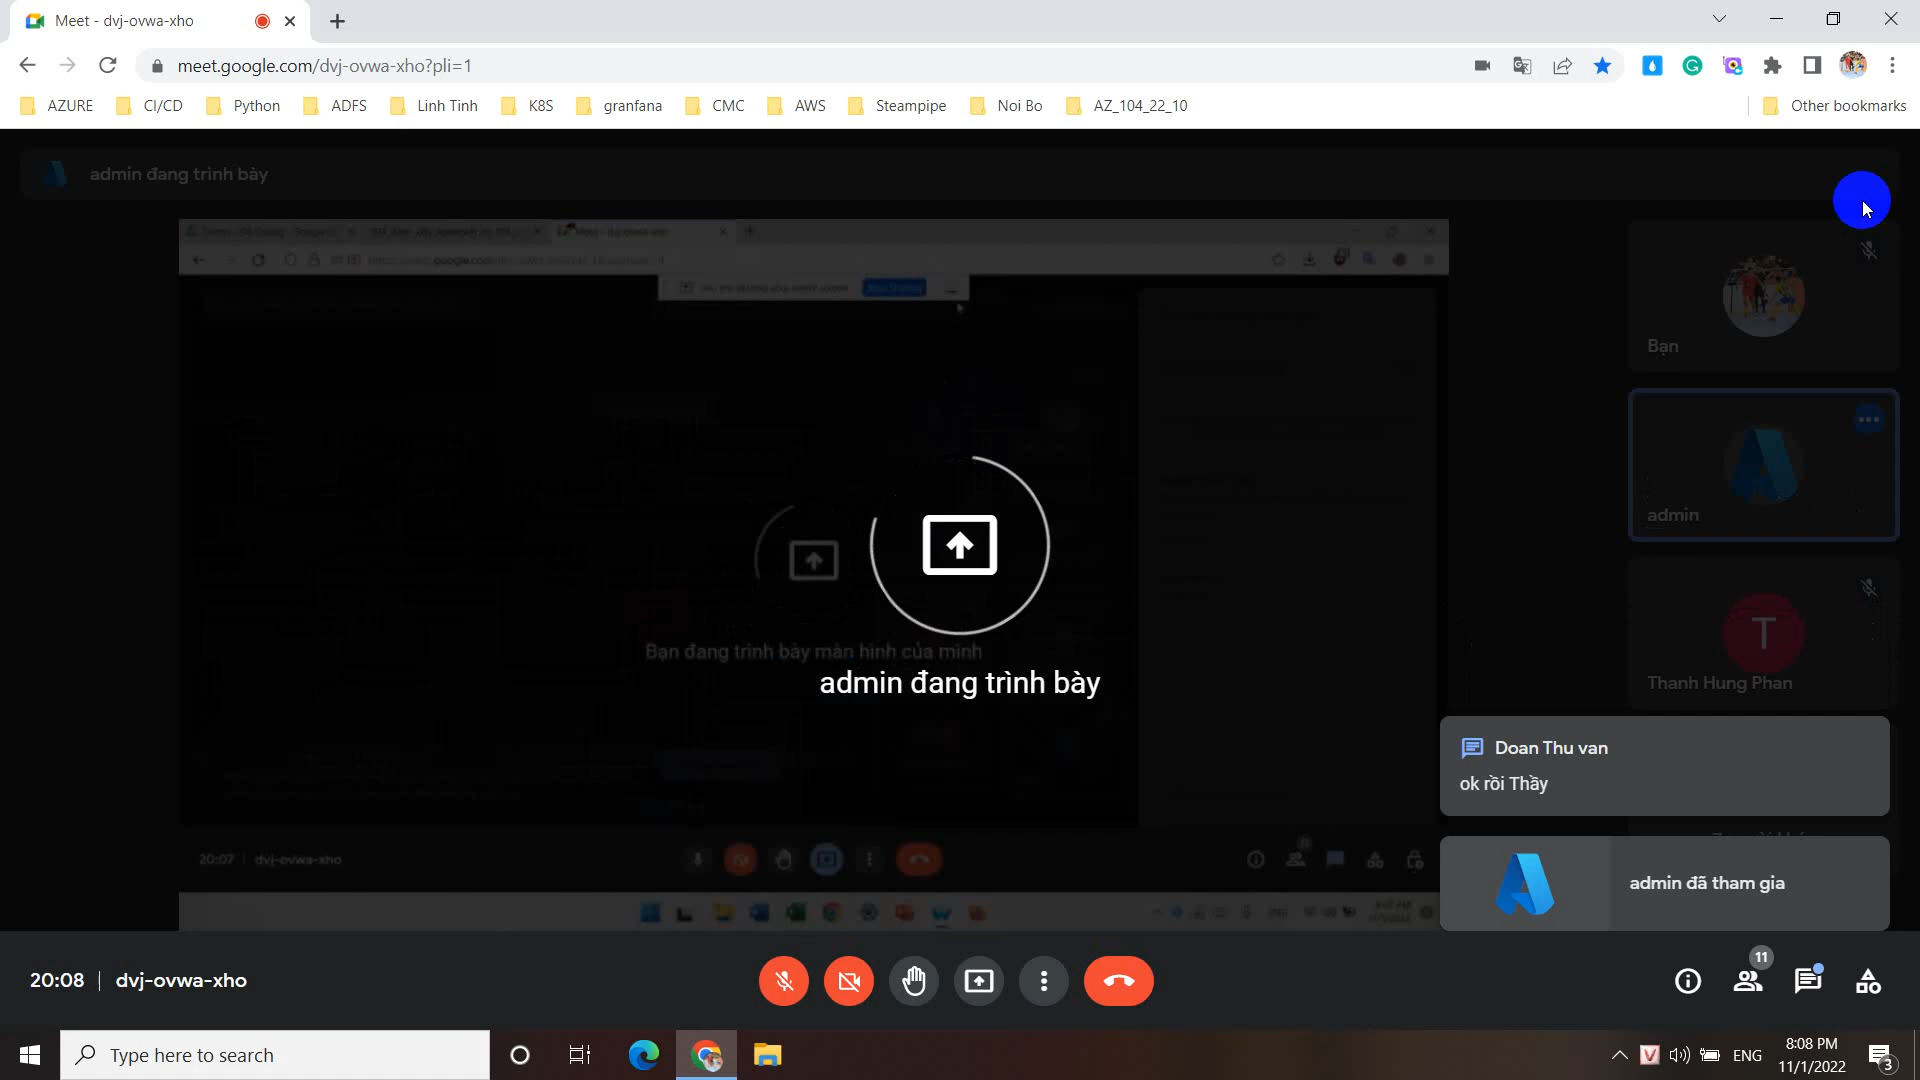 Meet - dvj-ovwa-xho
meet.google.com/dvj-ovwa-xho?pli=1
AZURE CI/CD Python ADFS Linh Tinh K8S granfana CMC AWS Steampipe Noi Bo AZ_104_22_10 Other bookmarks
admin đang trình bày
Bạn
admin
Bạn đang trình bày màn hình của mình
admin đang trình bày
T
Thanh Hung Phan
Doan Thu van
ok rồi Thầy
20:07 | dvj-ovwa-xho
admin đã tham gia
20:08 | dvj-ovwa-xho
11
Type here to search
ENG
8:08 PM
11/1/2022
3